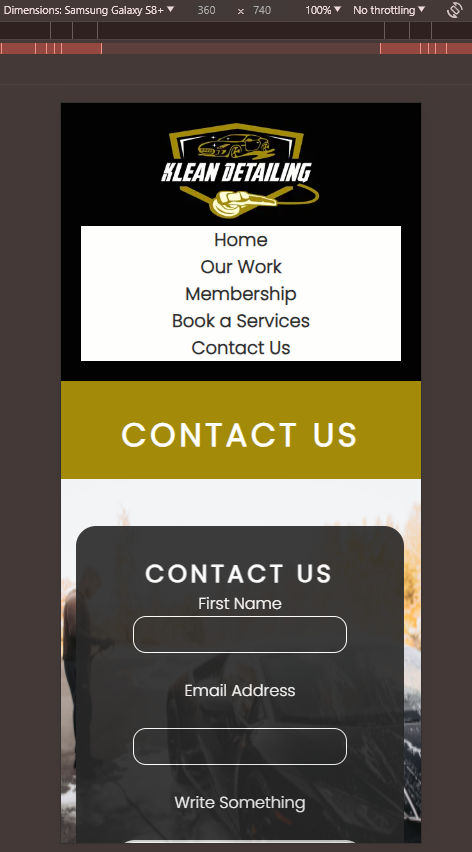 Dimensions: Samsung Galaxy S8+ 360 x 740 100% No throttling
KLEAN DETAILING
Home
Our Work
Membership
Book a Services
Contact Us
CONTACT US
CONTACT US
First Name
Email Address
Write Something